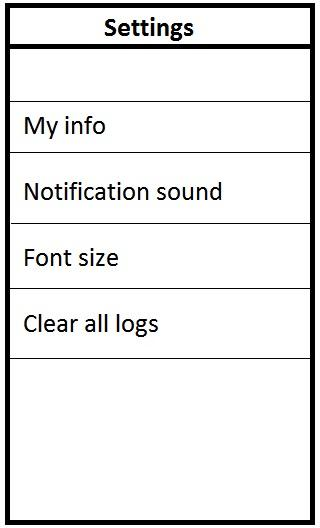 Settings
My info
Notification sound
Font size
Clear all logs